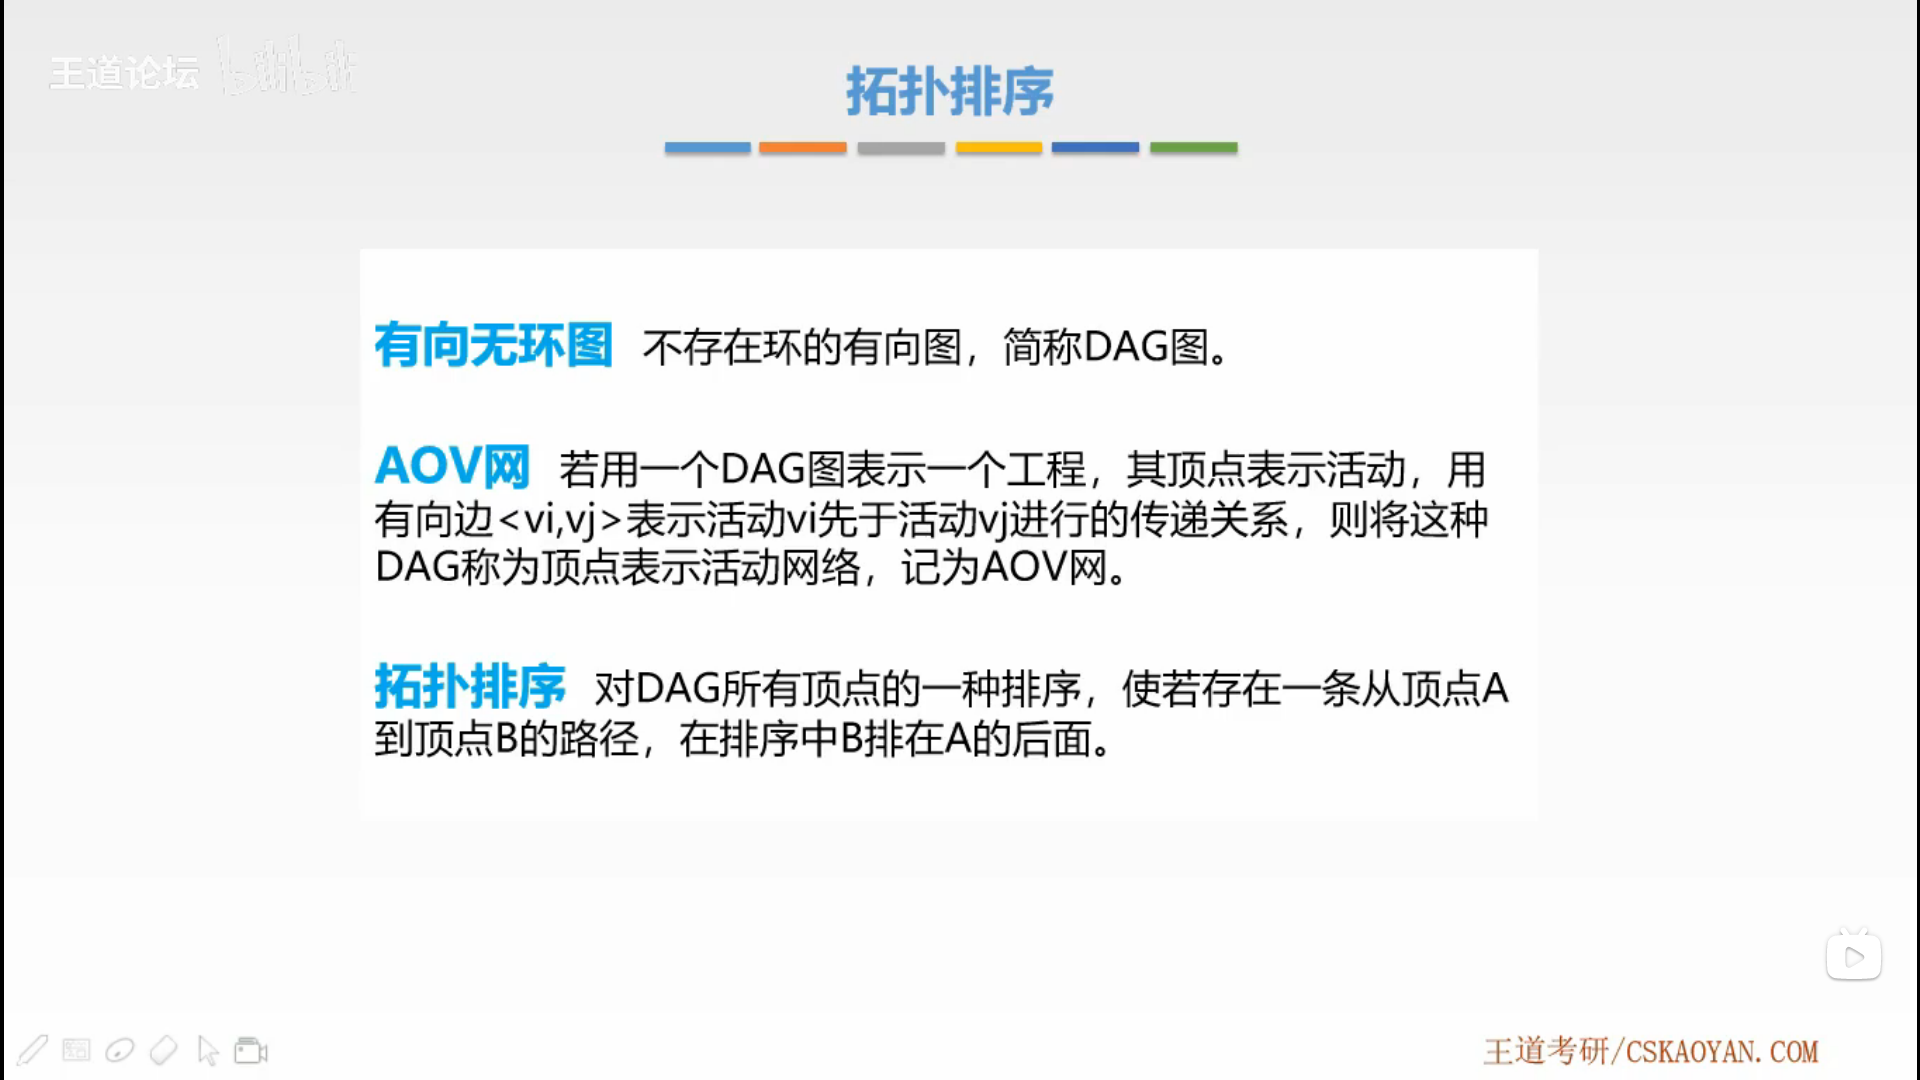 王道论坛 bilibili
拓扑排序
有向无环图 不存在环的有向图，简称DAG图。
AOV网 若用一个DAG图表示一个工程，其顶点表示活动，用
有向边<vi,vj>表示活动vi先于活动vj进行的传递关系，则将这种
DAG称为顶点表示活动网络，记为AOV网。
拓扑排序 对DAG所有顶点的一种排序，使若存在一条从顶点A
到顶点B的路径，在排序中B排在A的后面。
王道考研/CSKAOYAN.COM